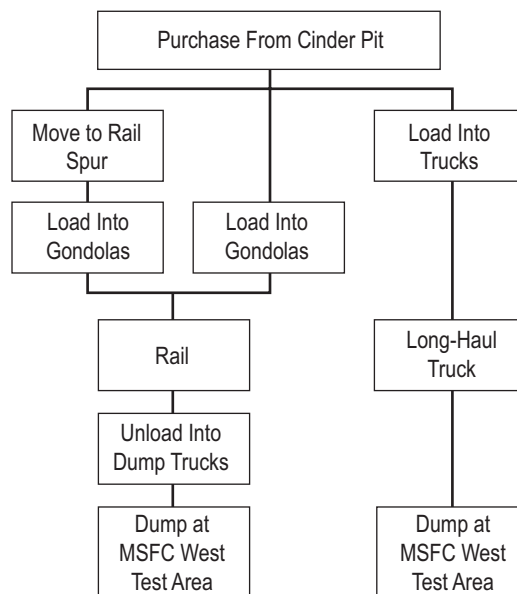 Purchase From Cinder Pit
Move to Rail
Spur
Load Into
Trucks
Load Into
Gondolas
Load Into
Gondolas
Rail
Long-Haul
Truck
Unload Into
Dump Trucks
Dump at
MSFC West
Test Area
Dump at
MSFC West
Test Area